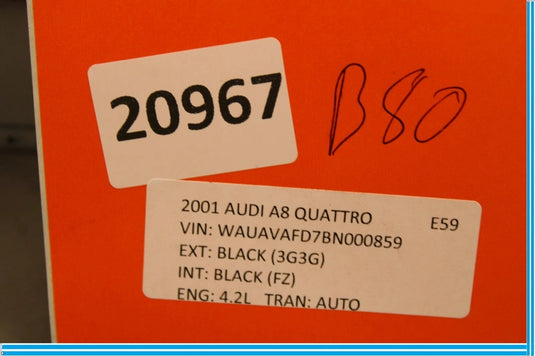 20967
B80
2001 AUDI A8 QUATTRO E59
VIN: WAUAVAFD7BN000859
EXT: BLACK (3G3G)
INT: BLACK (FZ)
ENG: 4.2L TRAN: AUTO